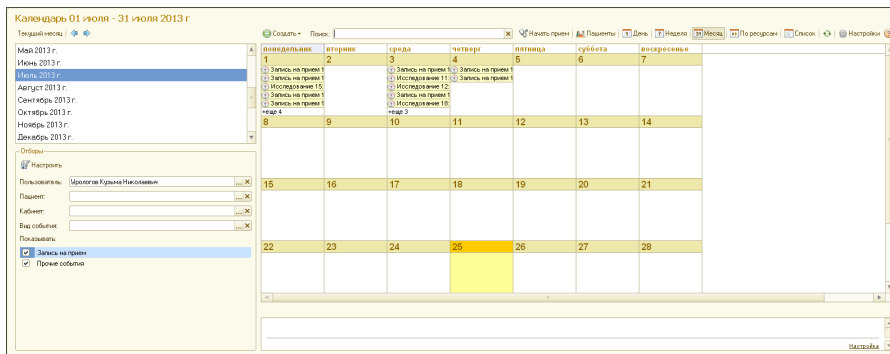 Календарь 01 июля - 31 июля 2013 г
Текущий месяц
Создать
Поиск:
Начать прием
Пациенты
День
Неделя
Месяц
По ресурсам
Список
Настройки
Май 2013 г.
Июнь 2013 г.
Июль 2013 г.
Август 2013 г.
Сентябрь 2013 г.
Октябрь 2013 г.
Ноябрь 2013 г.
Декабрь 2013 г.
Отборы
Настроить
Пользователь: Урологов Кузьма Николаевич
Пациент:
Кабинет:
Вид события:
Показывать:
Запись на прием
Прочие события
понедельник вторник среда четверг пятница суббота воскресенье
1 2 3 4 5 6 7
Запись на прием 1 Запись на прием 1 Запись на прием 1
Запись на прием 1 Исследование 11: Запись на прием 1
Исследование 15: Исследование 12:
Запись на прием 1 Запись на прием 1
Запись на прием 1 Исследование 18:
+еще 4 +еще 3
8 9 10 11 12 13 14
15 16 17 18 19 20 21
22 23 24 25 26 27 28
Настройка